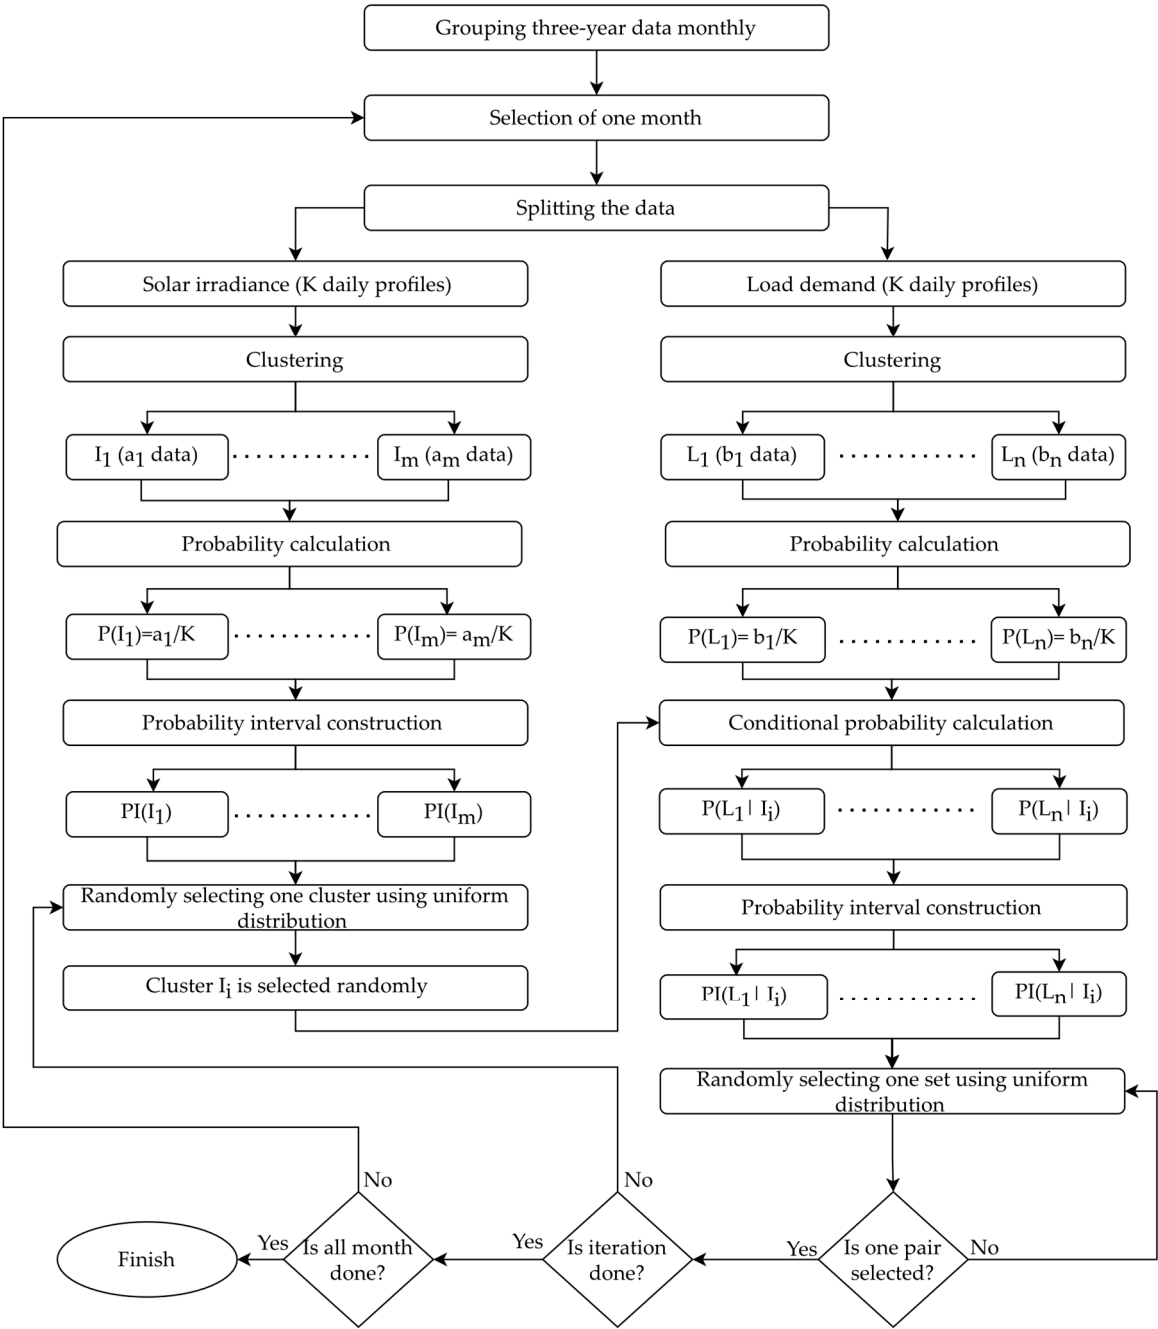 Grouping three-year data monthly
Selection of one month
Splitting the data
Solar irradiance (K daily profiles)
Load demand (K daily profiles)
Clustering
Clustering
I1 (a1 data)
Im (am data)
L1 (b1 data)
Ln (bn data)
Probability calculation
Probability calculation
P(I1)=a1/K
P(Im)= am/K
P(L1)= b1/K
P(Ln)= bn/K
Probability interval construction
Conditional probability calculation
PI(I1)
PI(Im)
P(L1| Ii)
P(Ln| Ii)
Randomly selecting one cluster using uniform
distribution
Probability interval construction
Cluster Ii is selected randomly
PI(L1| Ii)
PI(Ln| Ii)
Randomly selecting one set using uniform
distribution
No
No
Finish
Yes
Is all month
done?
Yes
Is iteration
done?
Yes
Is one pair
selected?
No